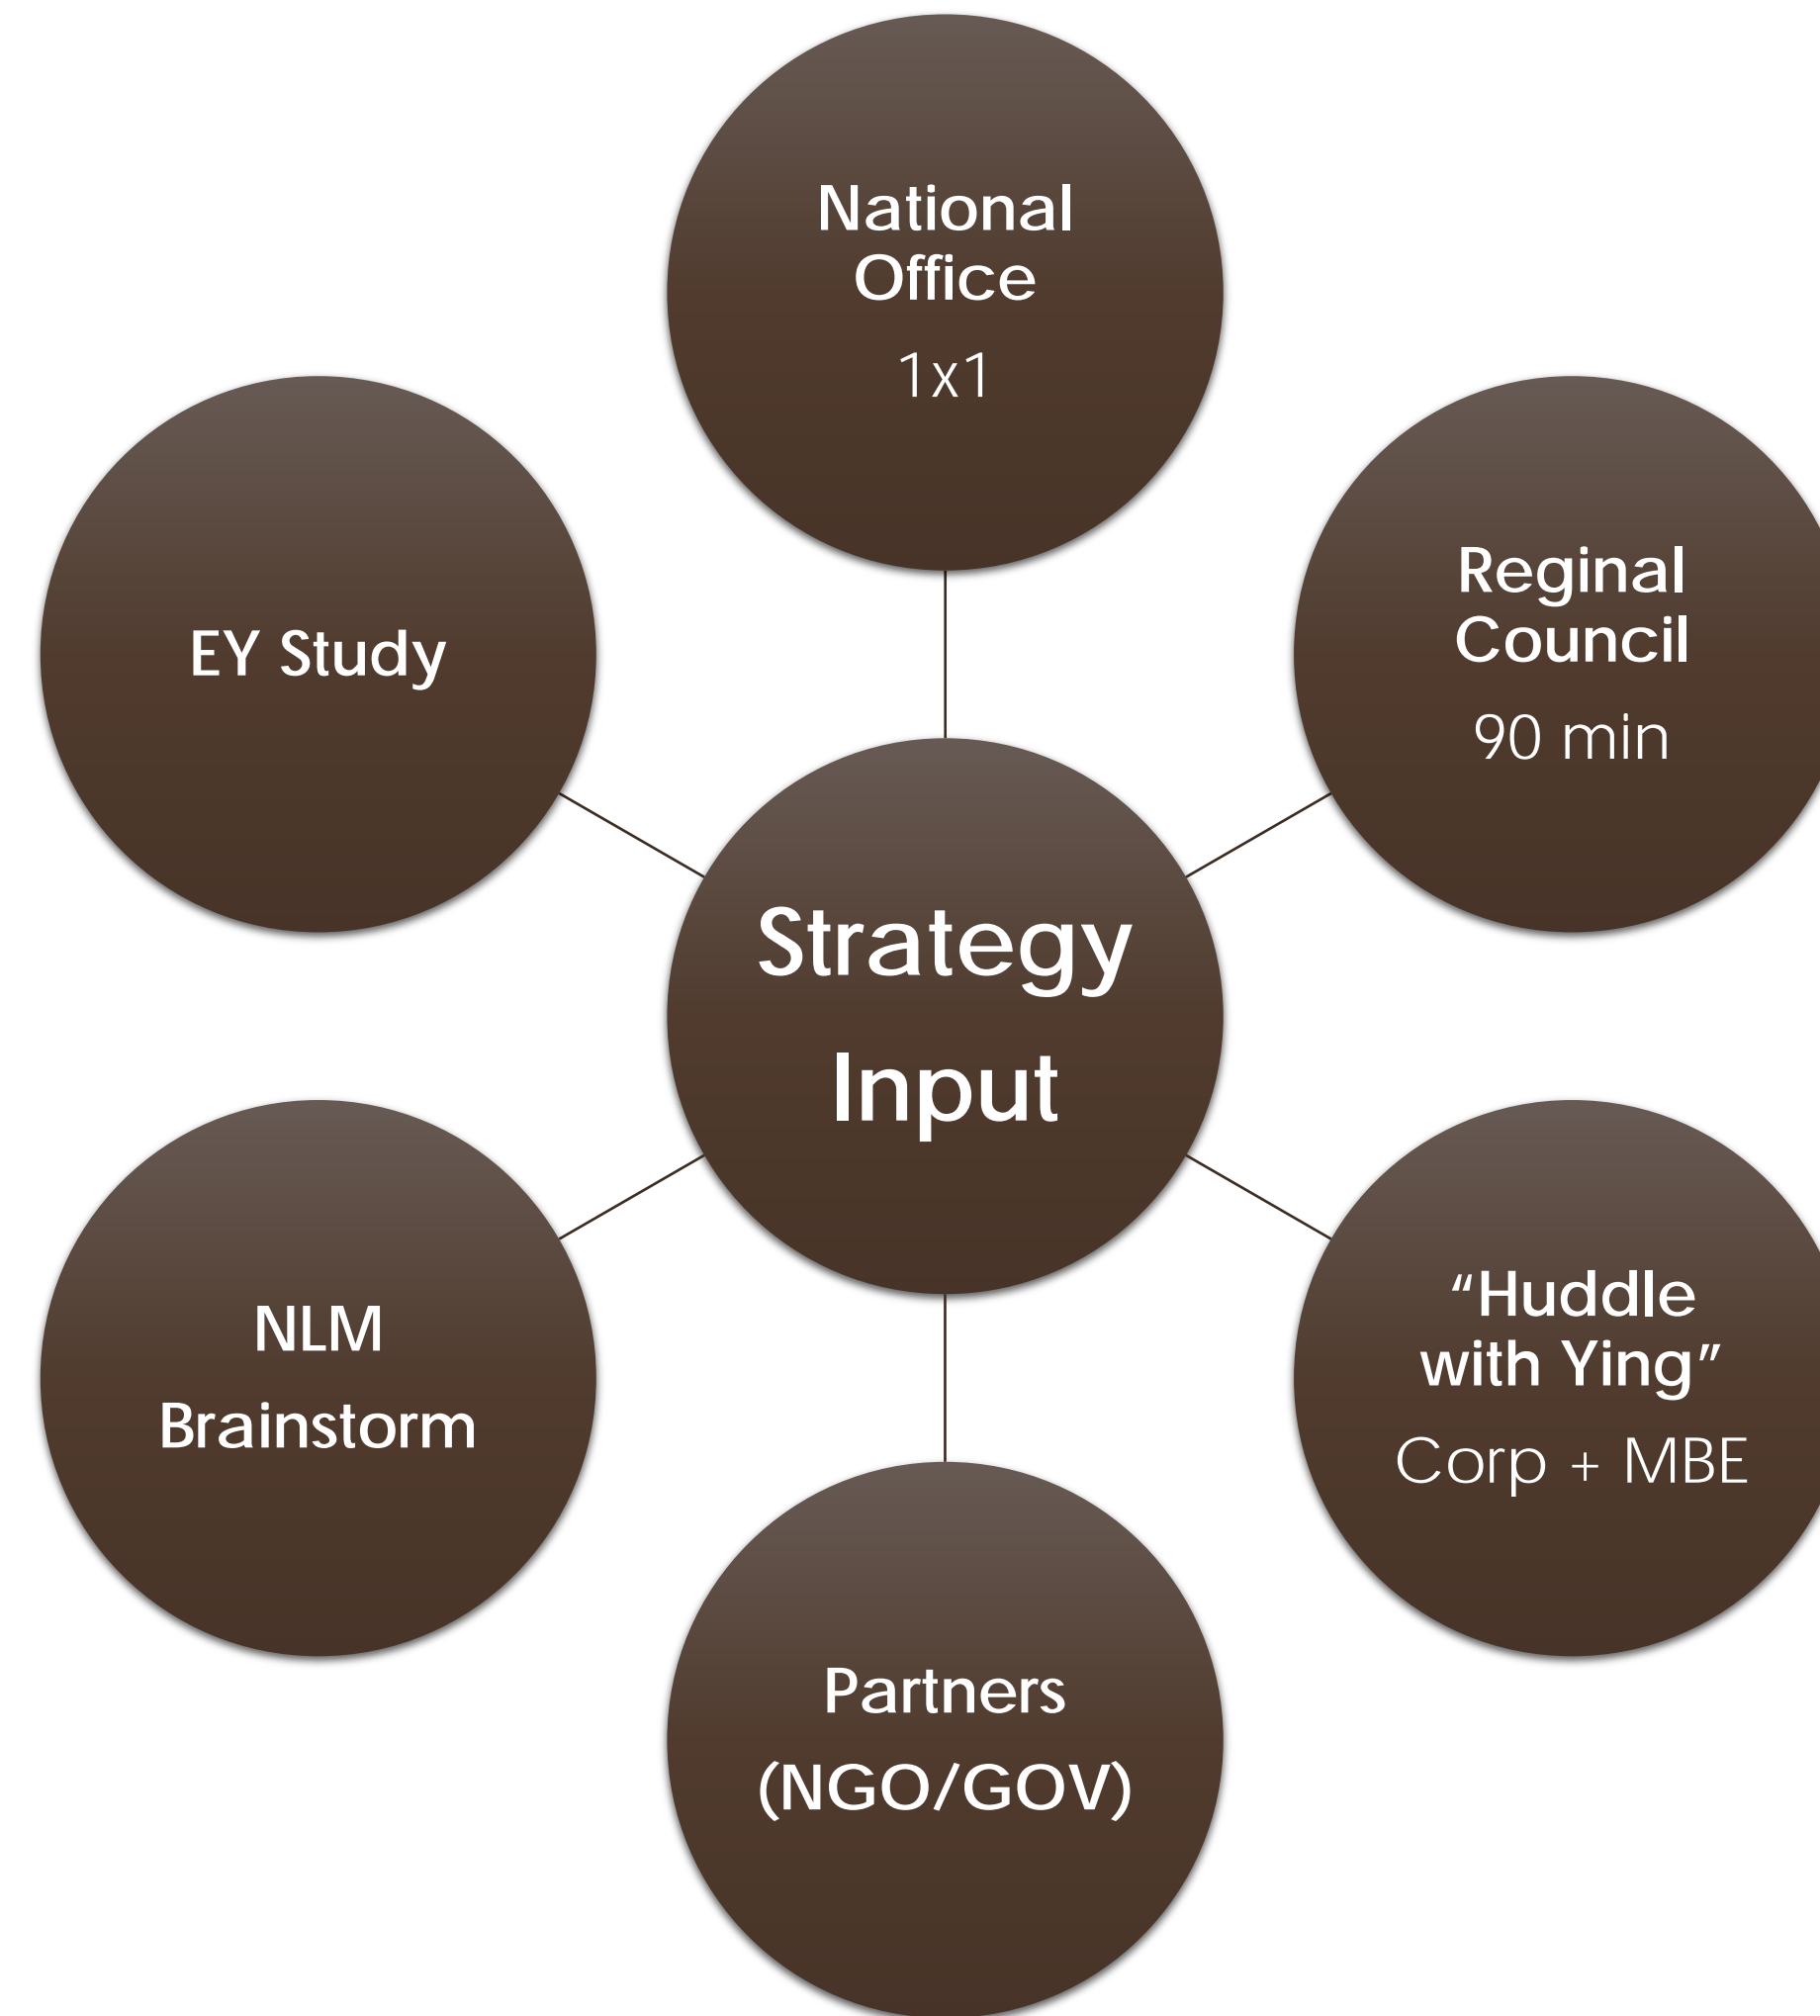 National
Office
1x1
Reginal
Council
90 min
EY Study
Strategy
Input
“Huddle
with Ying”
Corp + MBE
NLM
Brainstorm
Partners
(NGO/GOV)